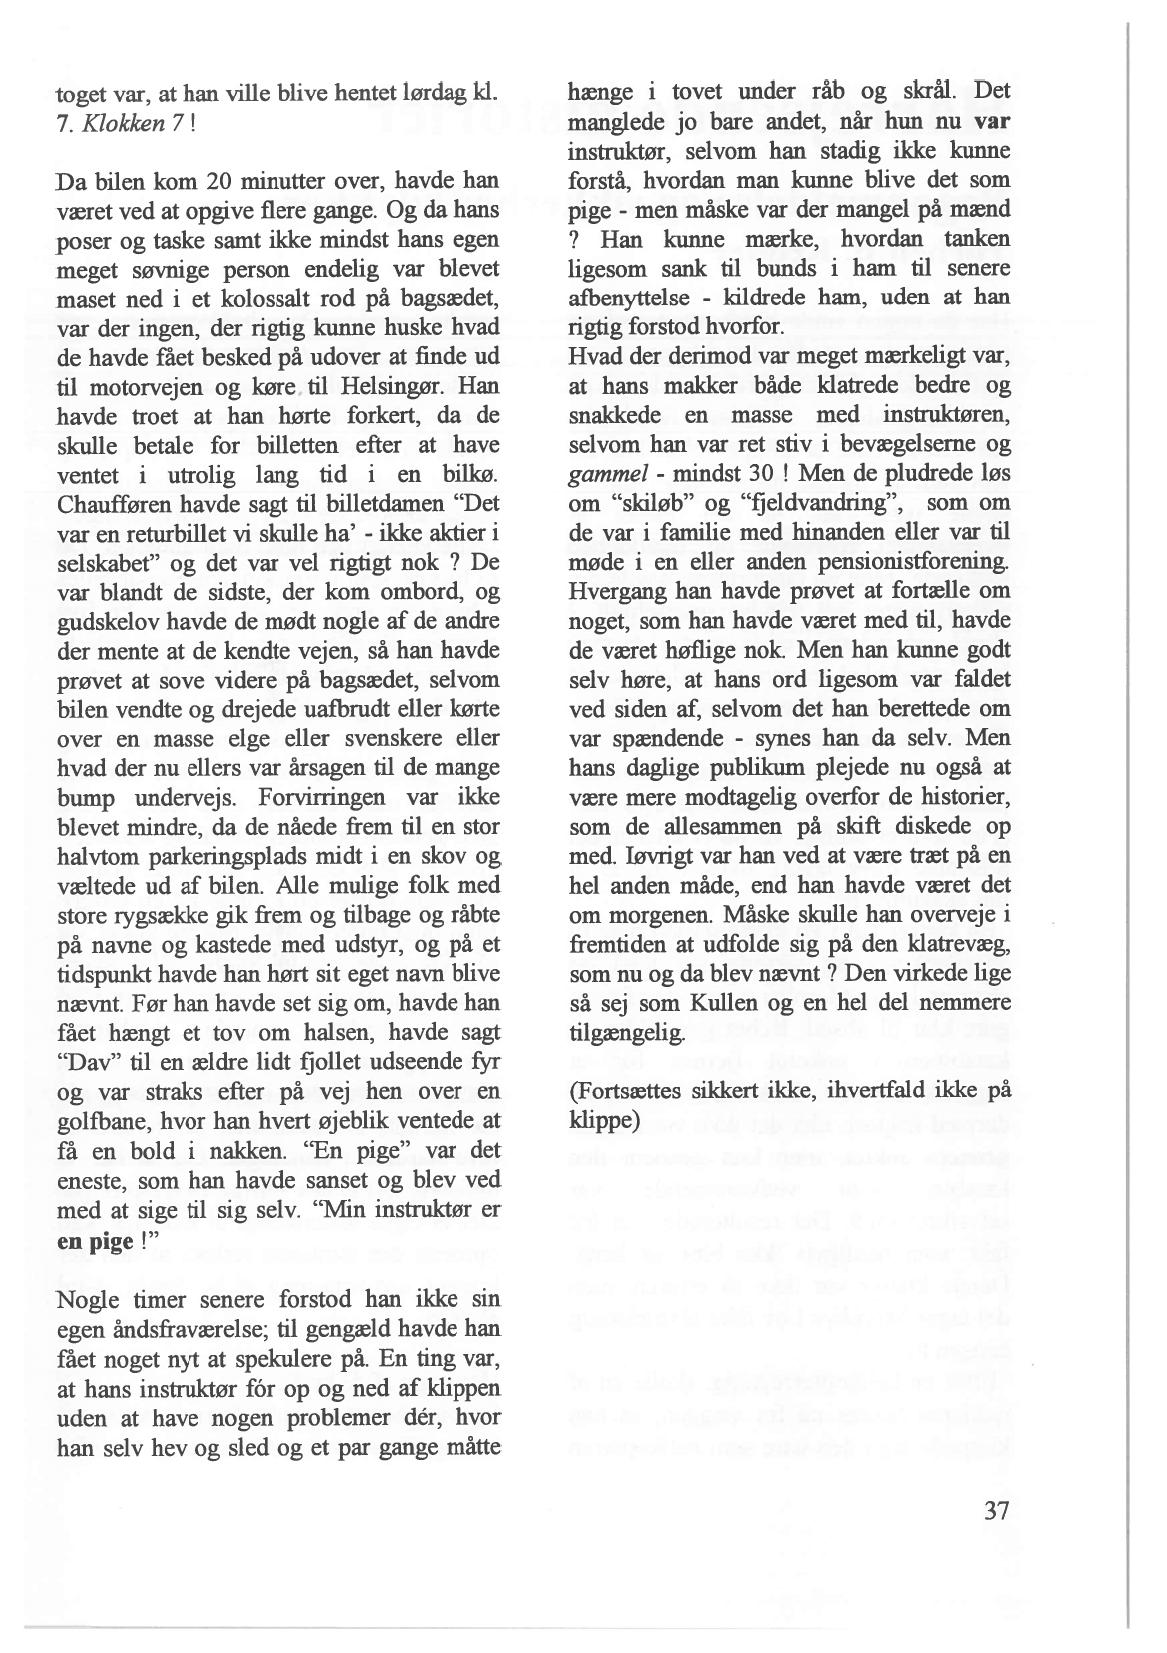 toget var, at han ville blive hentet lørdag kl.
7. Klokken 7 !
Da bilen kom 20 minutter over, havde han
været ved at opgive flere gange. Og da hans
poser og taske samt ikke mindst hans egen
meget søvnige person endelig var blevet
maset ned i et kolossalt rod på bagsædet,
var der ingen, der rigtig kunne huske hvad
de havde fået besked på udover at finde ud
til motorvejen og køre til Helsingør. Han
havde troet at han hørte forkert, da de
skulle betale for billetten efter at have
ventet i utrolig lang tid i en bilkø.
Chaufføren havde sagt til billetdamen “Det
var en returbillet vi skulle ha’ - ikke aktier i
selskabet” og det var vel rigtigt nok ? De
var blandt de sidste, der kom ombord, og
gudskelov havde de mødt nogle af de andre
der mente at de kendte vejen, så han havde
prøvet at sove videre på bagsædet, selvom
bilen vendte og drejede uafbrudt eller kørte
over en masse elge eller svenskere eller
hvad der nu ellers var årsagen til de mange
bump undervejs. Forvirringen var ikke
blevet mindre, da de nåede frem til en stor
halvtom parkeringsplads midt i en skov og
væltede ud af bilen. Alle mulige folk med
store rygsække gik frem og tilbage og råbte
på navne og kastede med udstyr, og på et
tidspunkt havde han hørt sit eget navn blive
nævnt. Før han havde set sig om, havde han
fået hængt et tov om halsen, havde sagt
“Dav” til en ældre lidt fjollet udseende fyr
og var straks efter på vej hen over en
golfbane, hvor han hvert øjeblik ventede at
få en bold i nakken. “En pige” var det
eneste, som han havde sanset og blev ved
med at sige til sig selv. “Min instruktør er
en pige !”
Nogle timer senere forstod han ikke sin
egen åndsfraværelse; til gengæld havde han
fået noget nyt at spekulere på. En ting var,
at hans instruktør fór op og ned af klippen
uden at have nogen problemer dér, hvor
han selv hev og sled og et par gange måtte
hænge i tovet under råb og skrål. Det
manglede jo bare andet, når hun nu var
instruktør, selvom han stadig ikke kunne
forstå, hvordan man kunne blive det som
pige - men måske var der mangel på mænd
? Han kunne mærke, hvordan tanken
ligesom sank til bunds i ham til senere
afbenyttelse - kildrede ham, uden at han
rigtig forstod hvorfor.
Hvad der derimod var meget mærkeligt var,
at hans makker både klatrede bedre og
snakkede en masse med instruktøren,
selvom han var ret stiv i bevægelserne og
gammel - mindst 30 ! Men de pludrede løs
om “skiløb” og “fjeldvandring”, som om
de var i familie med hinanden eller var til
møde i en eller anden pensionistforening.
Hvergang han havde prøvet at fortælle om
noget, som han havde været med til, havde
de været høflige nok. Men han kunne godt
selv høre, at hans ord ligesom var faldet
ved siden af, selvom det han berettede om
var spændende - synes han da selv. Men
hans daglige publikum plejede nu også at
være mere modtagelig overfor de historier,
som de allesammen på skift diskede op
med. Iøvrigt var han ved at være træt på en
hel anden måde, end han havde været det
om morgenen. Måske skulle han overveje i
fremtiden at udfolde sig på den klatrevæg,
som nu og da blev nævnt ? Den virkede lige
så sej som Kullen og en hel del nemmere
tilgængelig.
(Fortsættes sikkert ikke, ihvertfald ikke på
klippe)
37